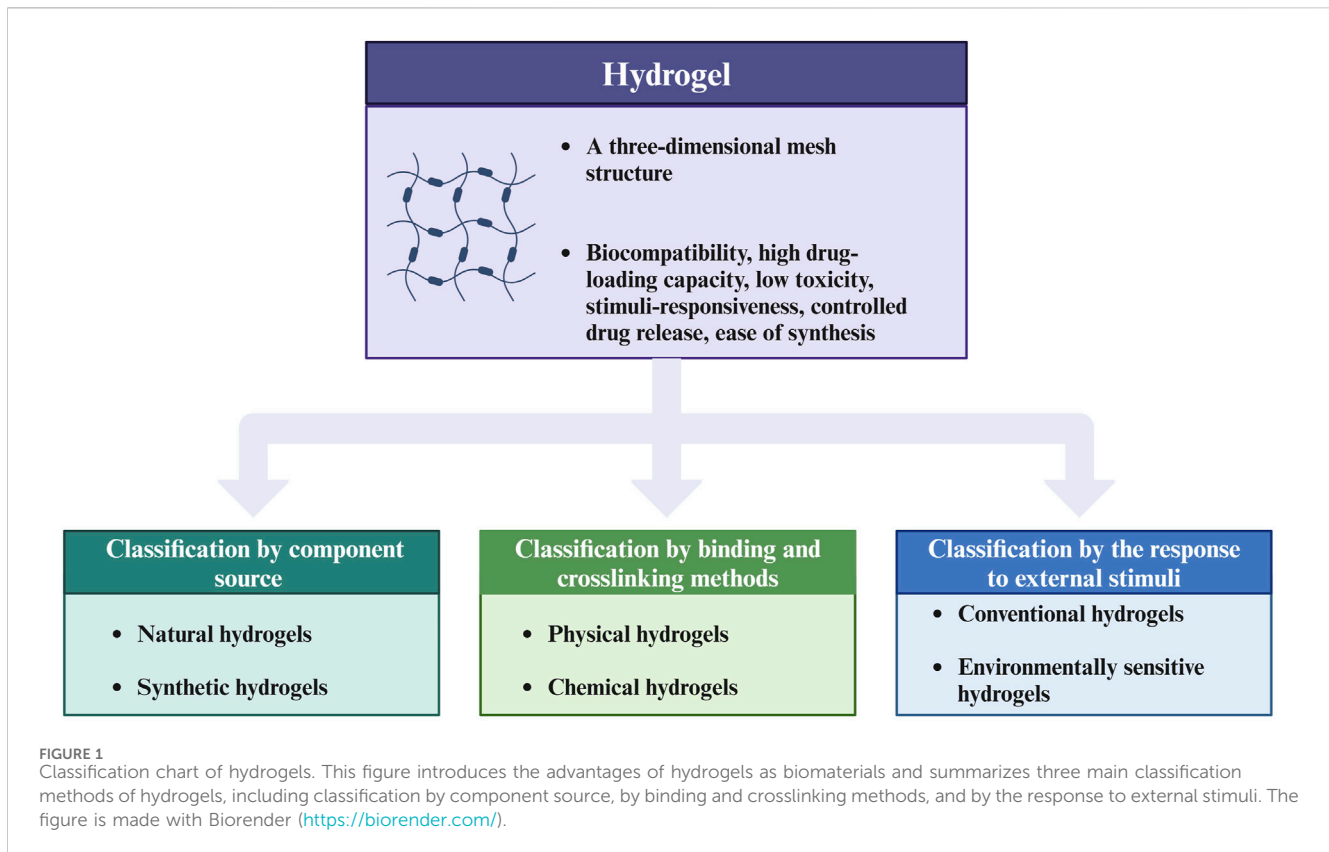 Hydrogel
• A three-dimensional mesh
structure
• Biocompatibility, high drug-
loading capacity, low toxicity,
stimuli-responsiveness, controlled
drug release, ease of synthesis
Classification by component
source
• Natural hydrogels
• Synthetic hydrogels
Classification by binding and
crosslinking methods
• Physical hydrogels
• Chemical hydrogels
Classification by the response
to external stimuli
• Conventional hydrogels
• Environmentally sensitive
hydrogels
FIGURE 1
Classification chart of hydrogels. This figure introduces the advantages of hydrogels as biomaterials and summarizes three main classification
methods of hydrogels, including classification by component source, by binding and crosslinking methods, and by the response to external stimuli. The
figure is made with Biorender (https://biorender.com/).